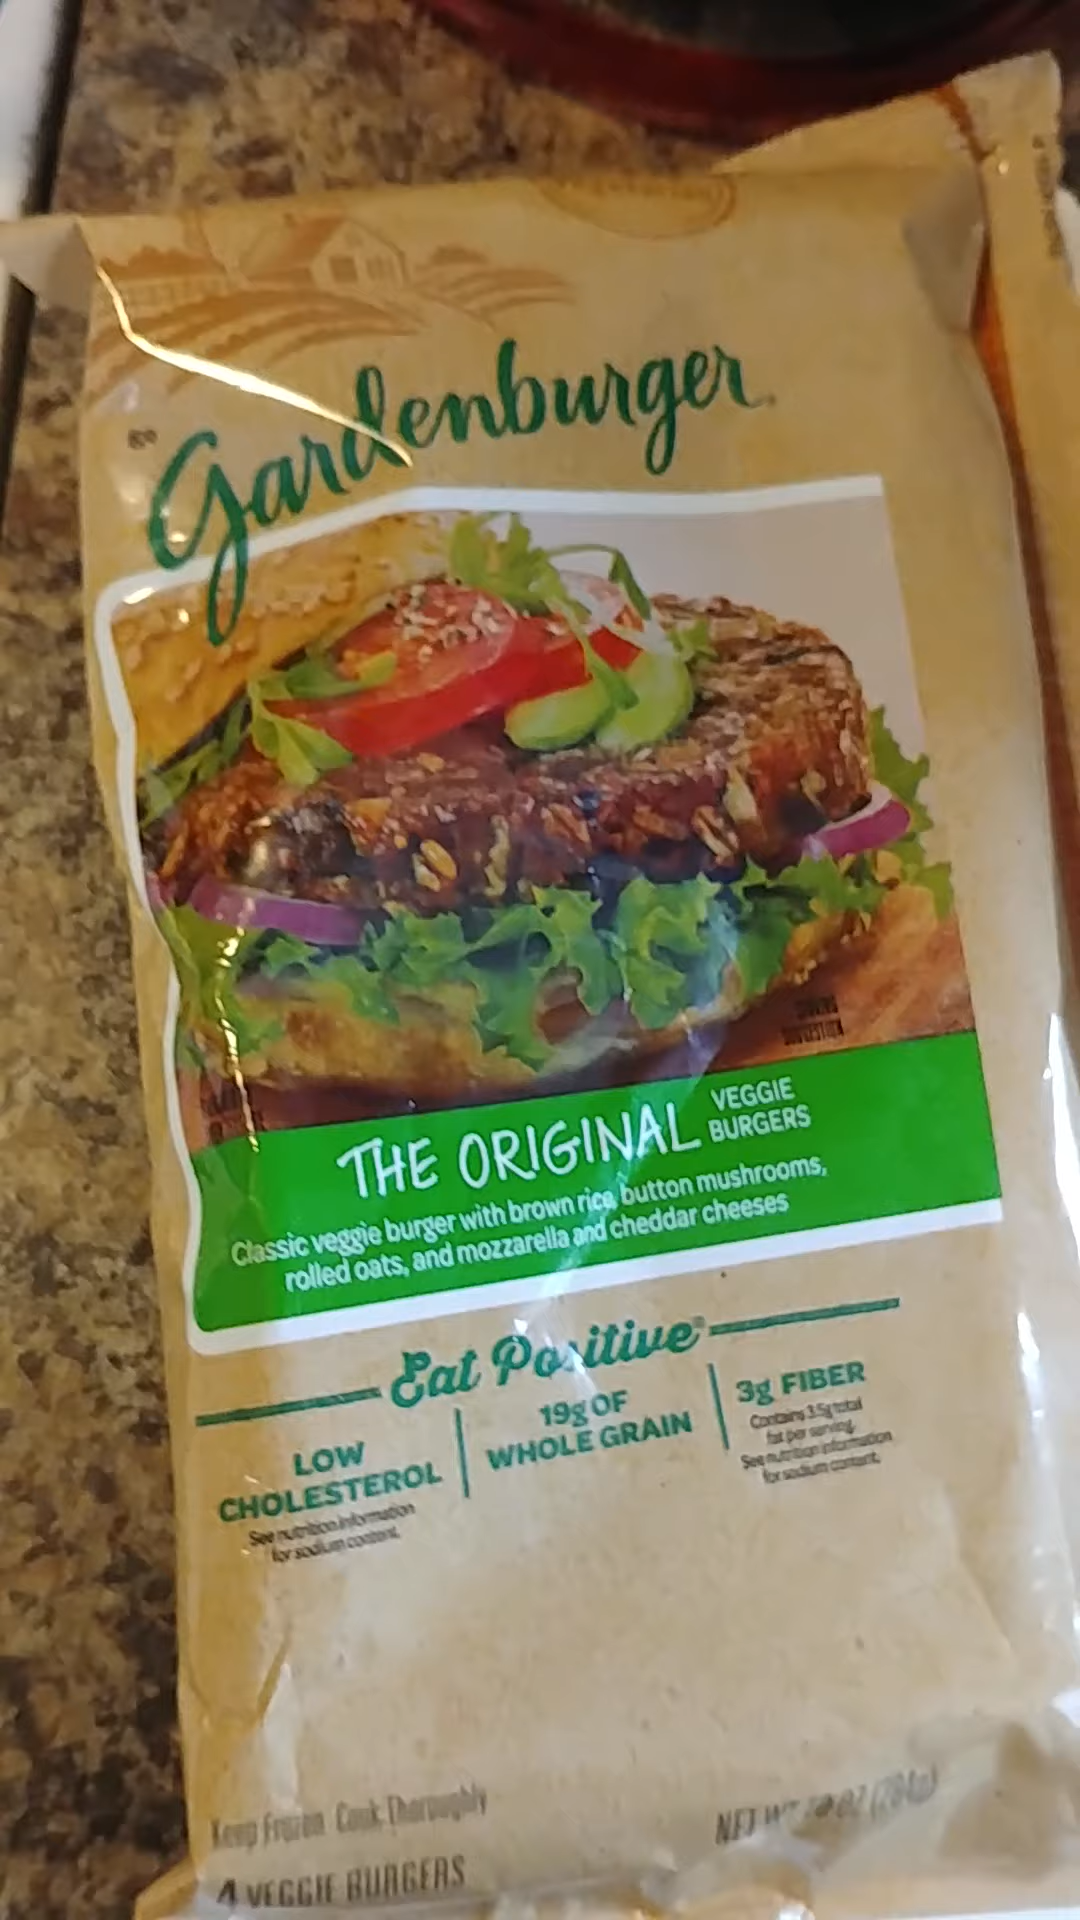 Gardenburger
THE ORIGINAL
VEGGIE
BURGERS
Classic veggie burger with brown rice, button mushrooms,
rolled oats, and mozzarella and cheddar cheeses
Eat Positive®
LOW
CHOLESTEROL
See nutrition information
for sodium content.
19g OF
WHOLE GRAIN
3g FIBER
Contains 3.5g total
fat per serving.
See nutrition information
for sodium content.
Keep Frozen Cook Thoroughly
4 VEGGIE BURGERS
NET WT